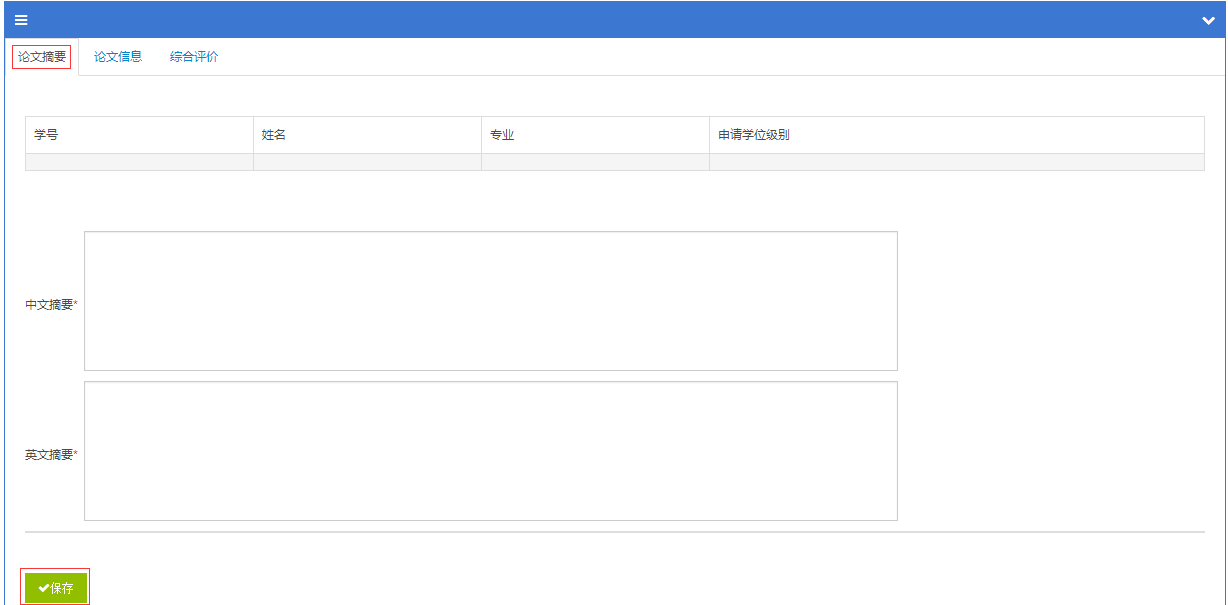 论文摘要 论文信息 综合评价
学号 姓名 专业 申请学位级别
中文摘要*
英文摘要*
保存